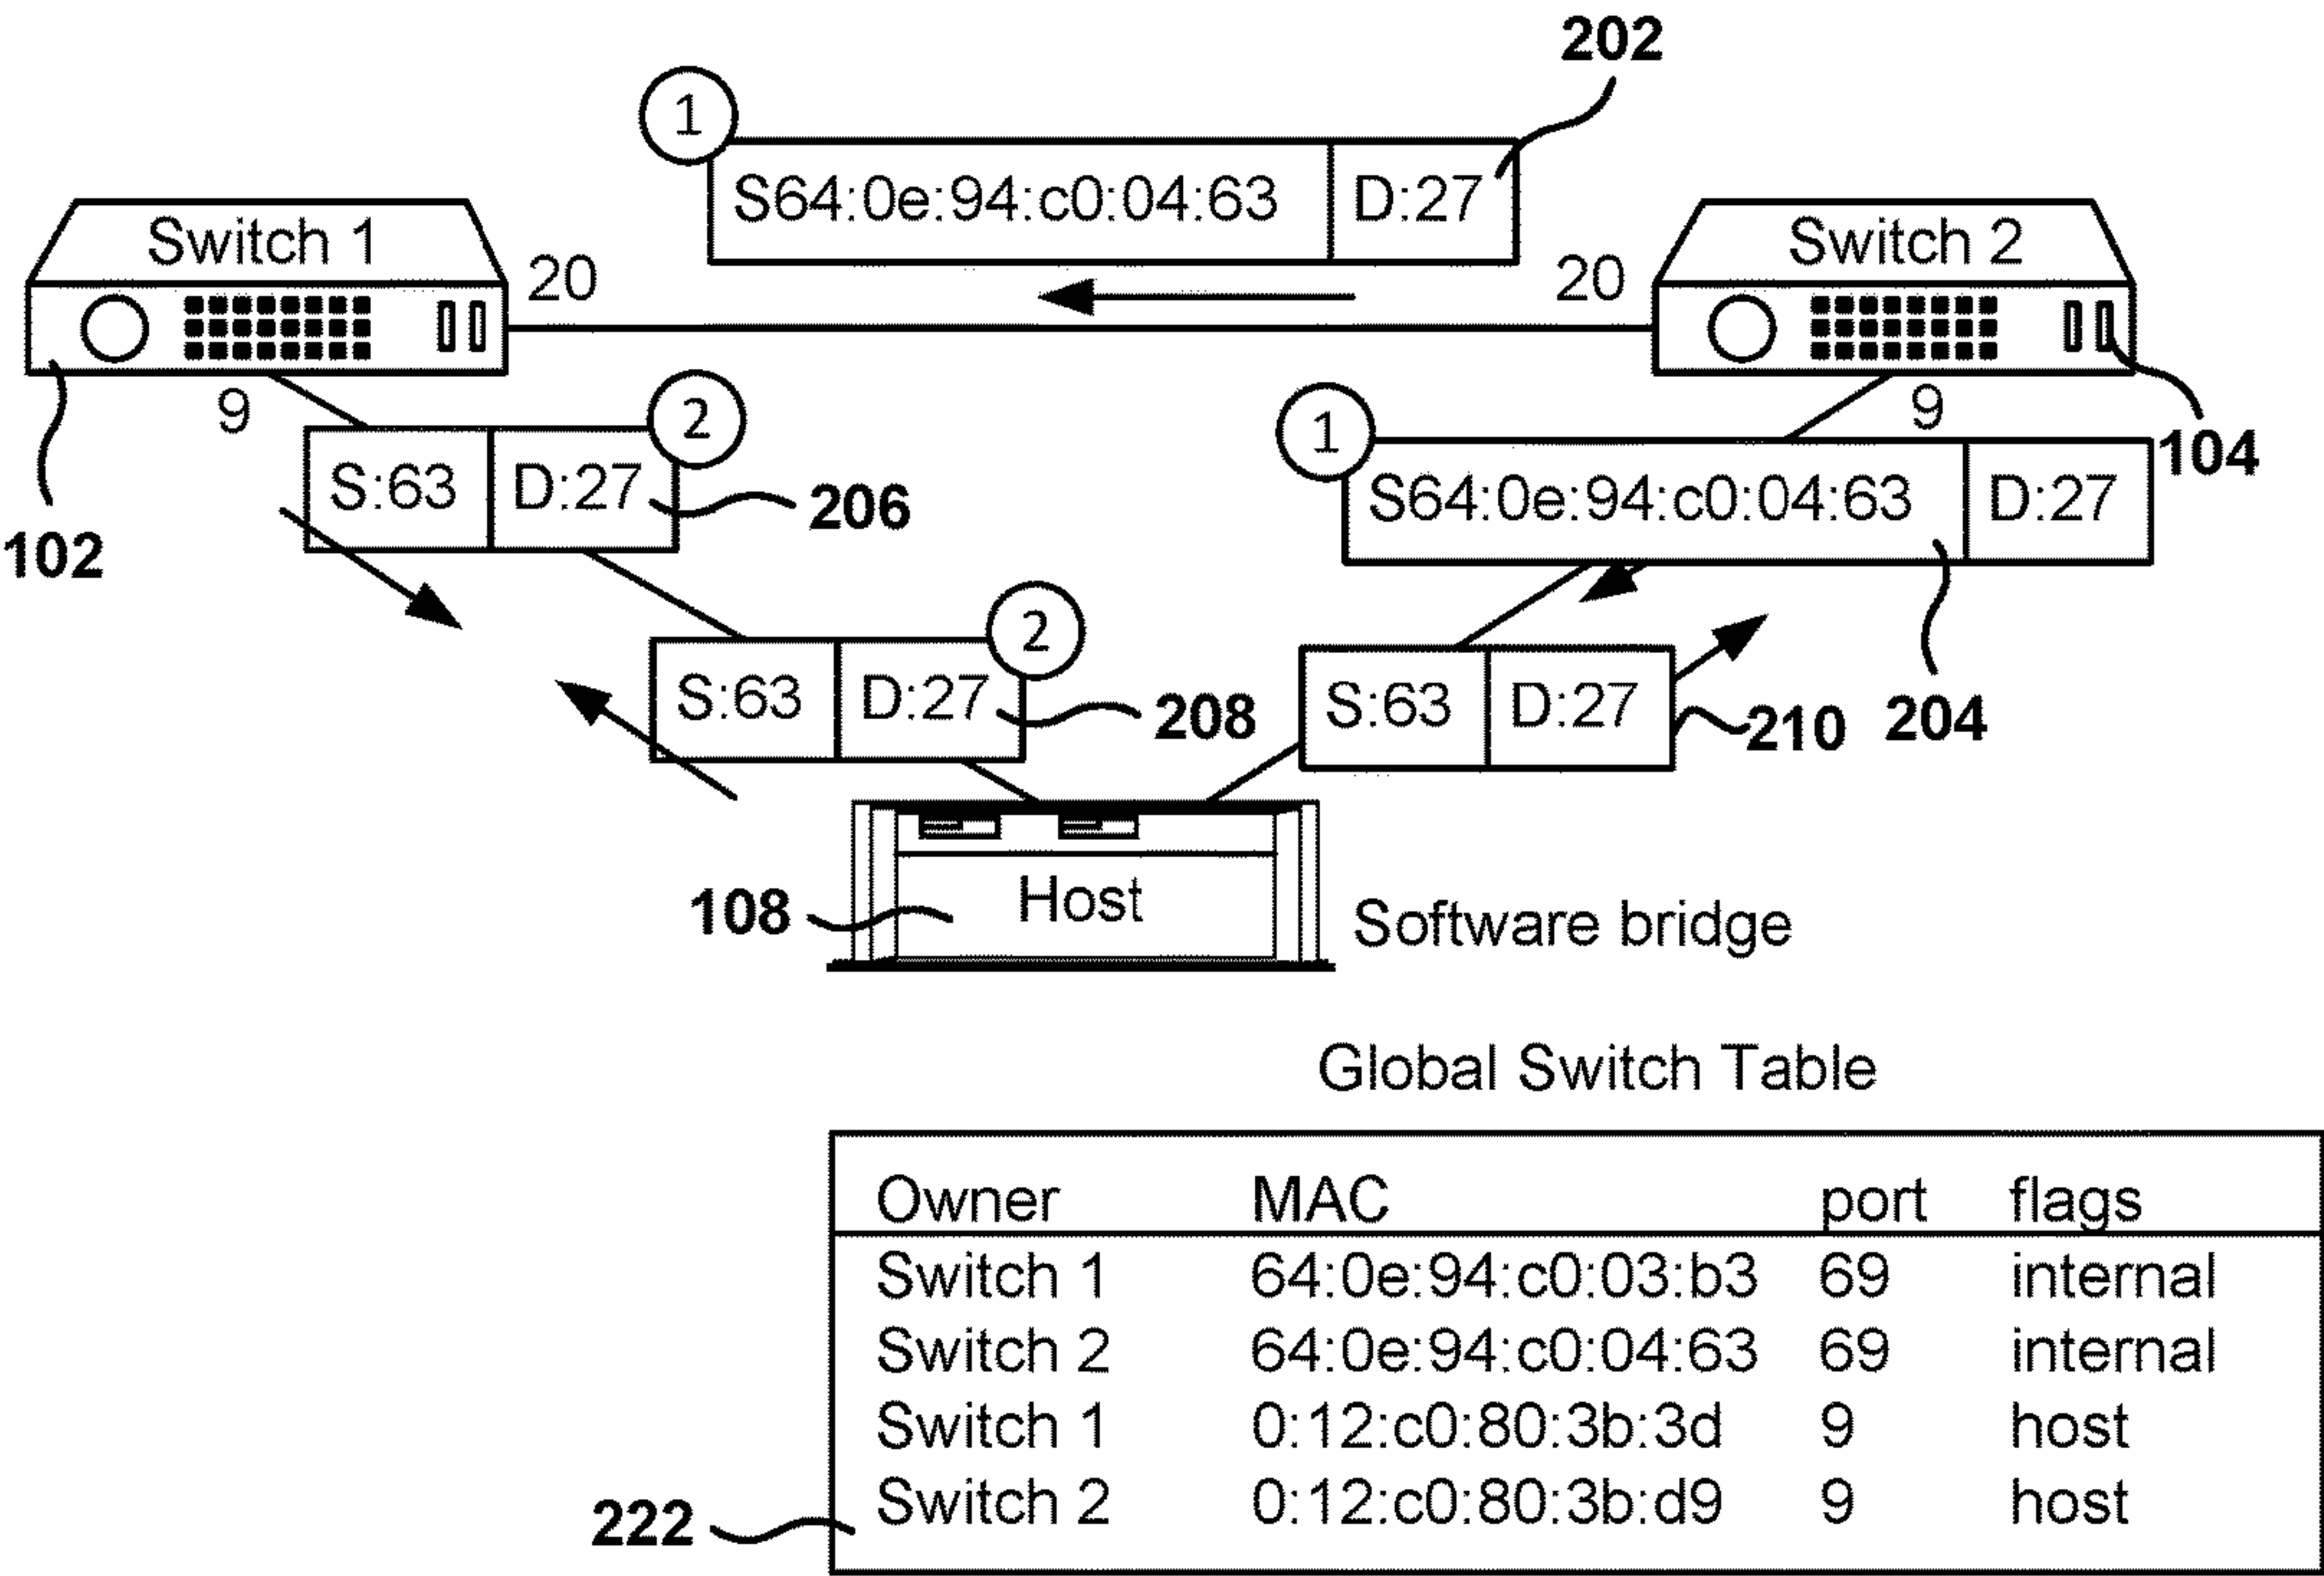 202
1
S64:0e:94:c0:04:63 D:27
Switch 1
Switch 2
20
20
9
9
2
1
104
S:63 D:27
206
S64:0e:94:c0:04:63 D:27
102
2
S:63 D:27
208
S:63 D:27
210
204
108
Host
Software bridge
Global Switch Table
Owner MAC port flags
Switch 1 64:0e:94:c0:03:b3 69 internal
Switch 2 64:0e:94:c0:04:63 69 internal
Switch 1 0:12:c0:80:3b:3d 9 host
Switch 2 0:12:c0:80:3b:d9 9 host
222